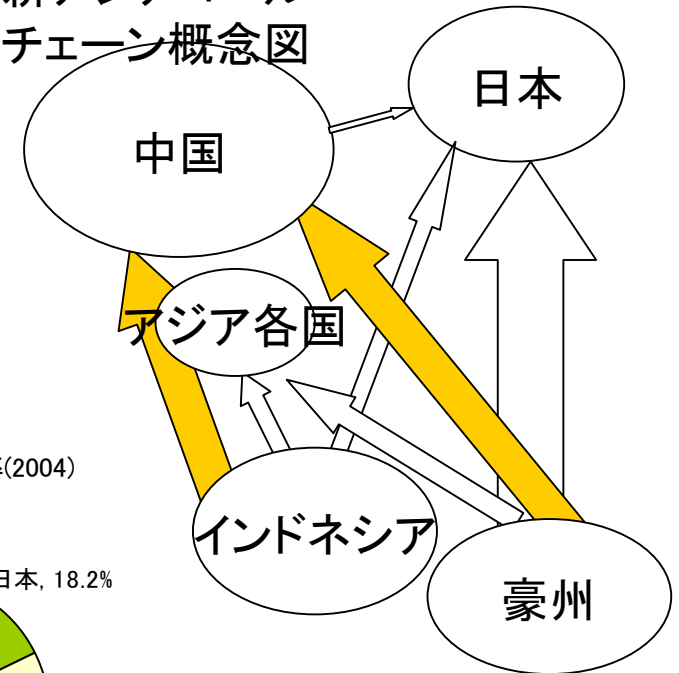 チェーン概念図
日本
中国
アジア各国
(2004)
日本, 18.2%
インドネシア
豪州